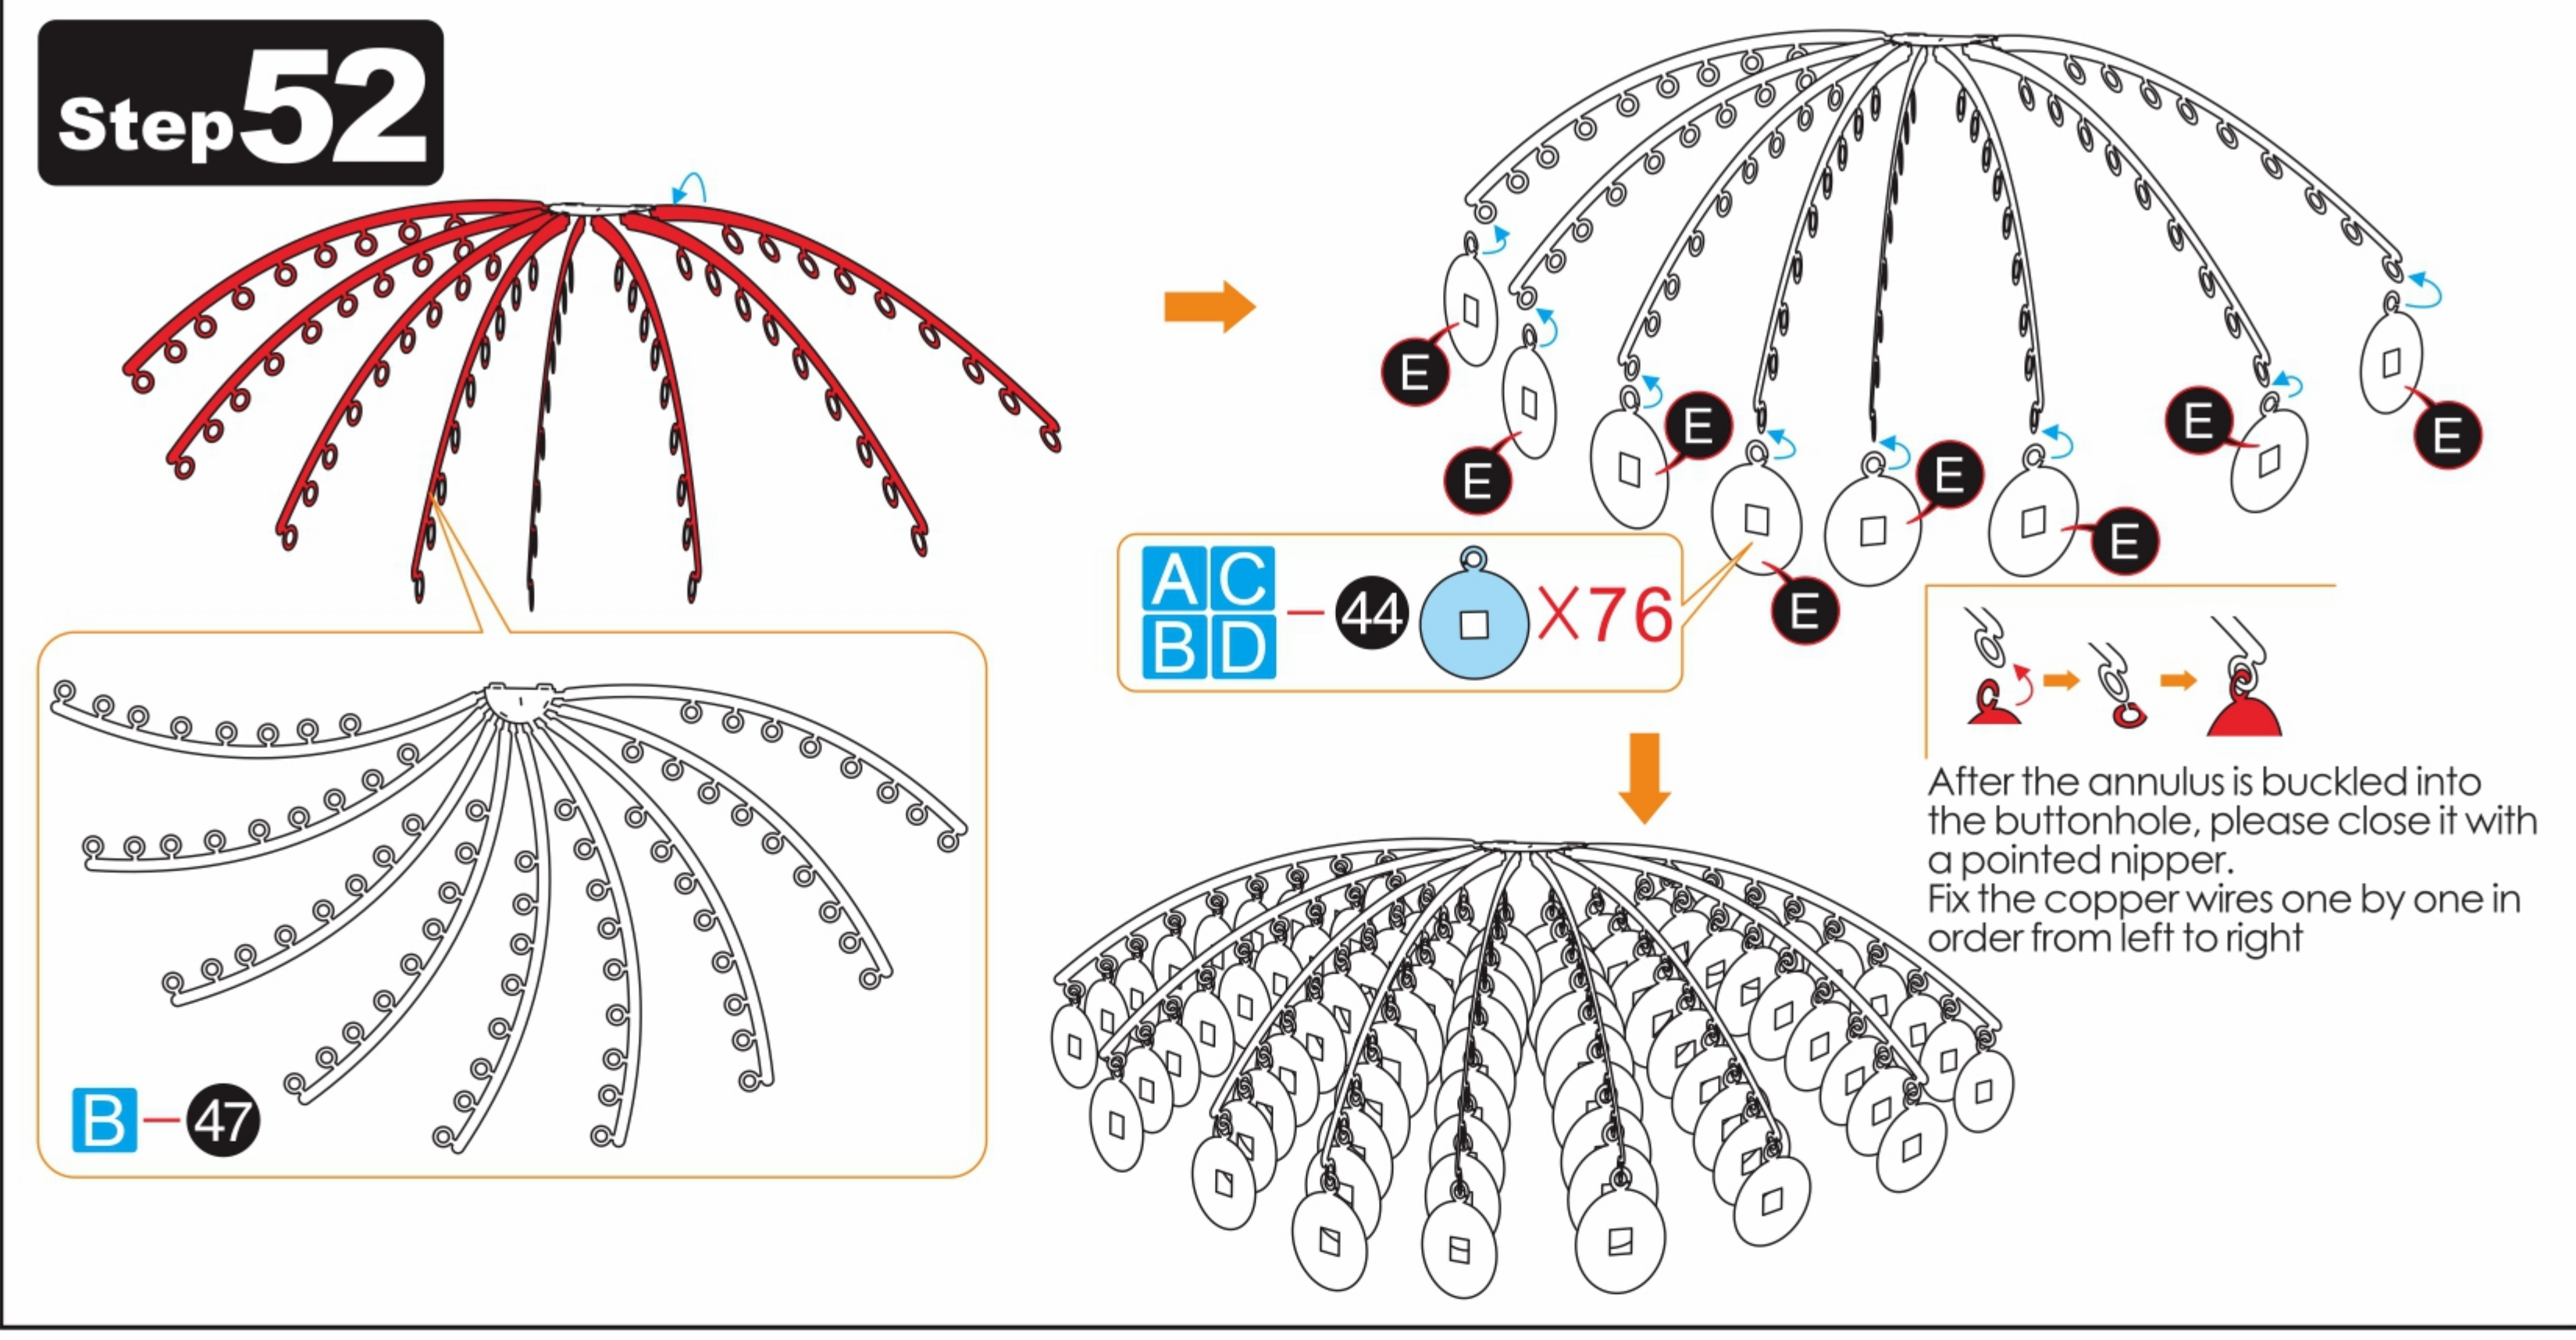 Step52
E
E
E
E
E
E
E
E
A C
B D
–
44
X76
B – 47
After the annulus is buckled into
the buttonhole, please close it with
a pointed nipper.
Fix the copper wires one by one in
order from left to right